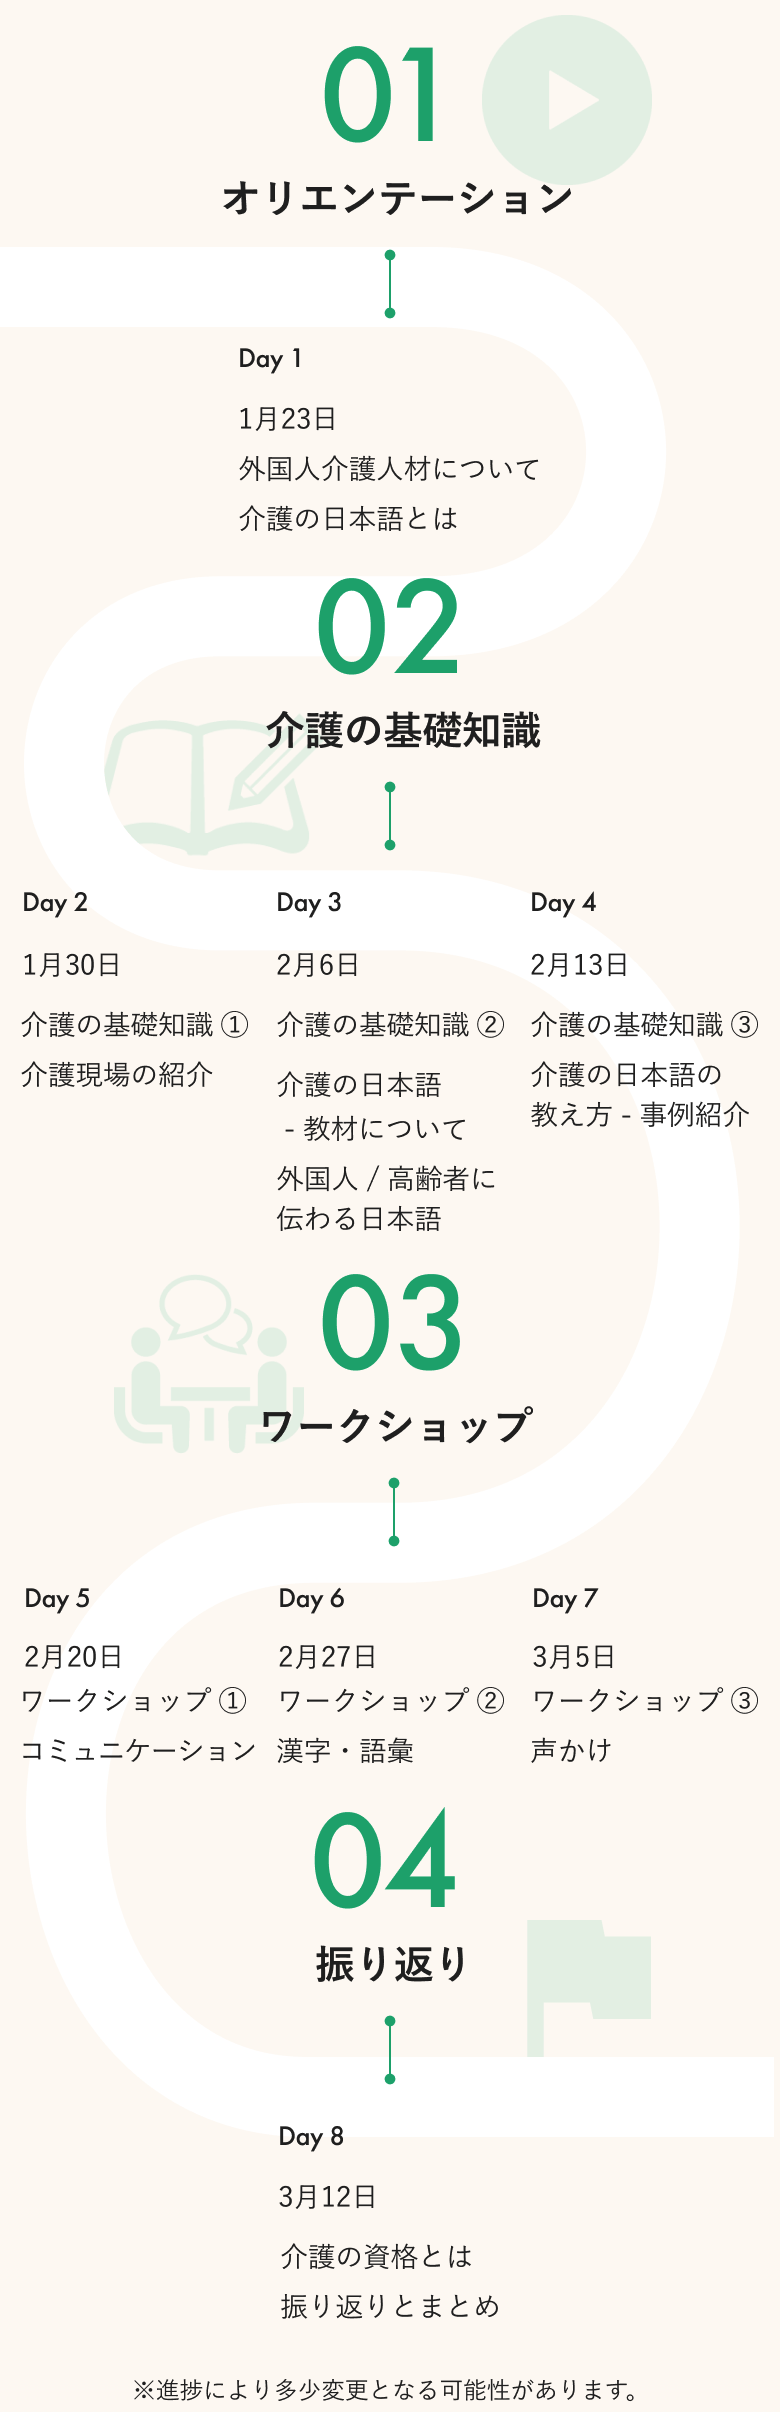 01
オリエンテーション
Day 1
1月23日
外国人介護人材について
介護の日本語とは
02
介護の基礎知識
Day 2
1月30日
介護の基礎知識 ①
介護現場の紹介
Day 3
2月6日
介護の基礎知識 ②
介護の日本語
- 教材について
外国人 / 高齢者に
伝わる日本語
Day 4
2月13日
介護の基礎知識 ③
介護の日本語の
教え方 - 事例紹介
03
ワークショップ
Day 5
2月20日
ワークショップ ①
コミュニケーション
Day 6
2月27日
ワークショップ ②
漢字・語彙
Day 7
3月5日
ワークショップ ③
声かけ
04
振り返り
Day 8
3月12日
介護の資格とは
振り返りとまとめ
※進捗により多少変更となる可能性があります。